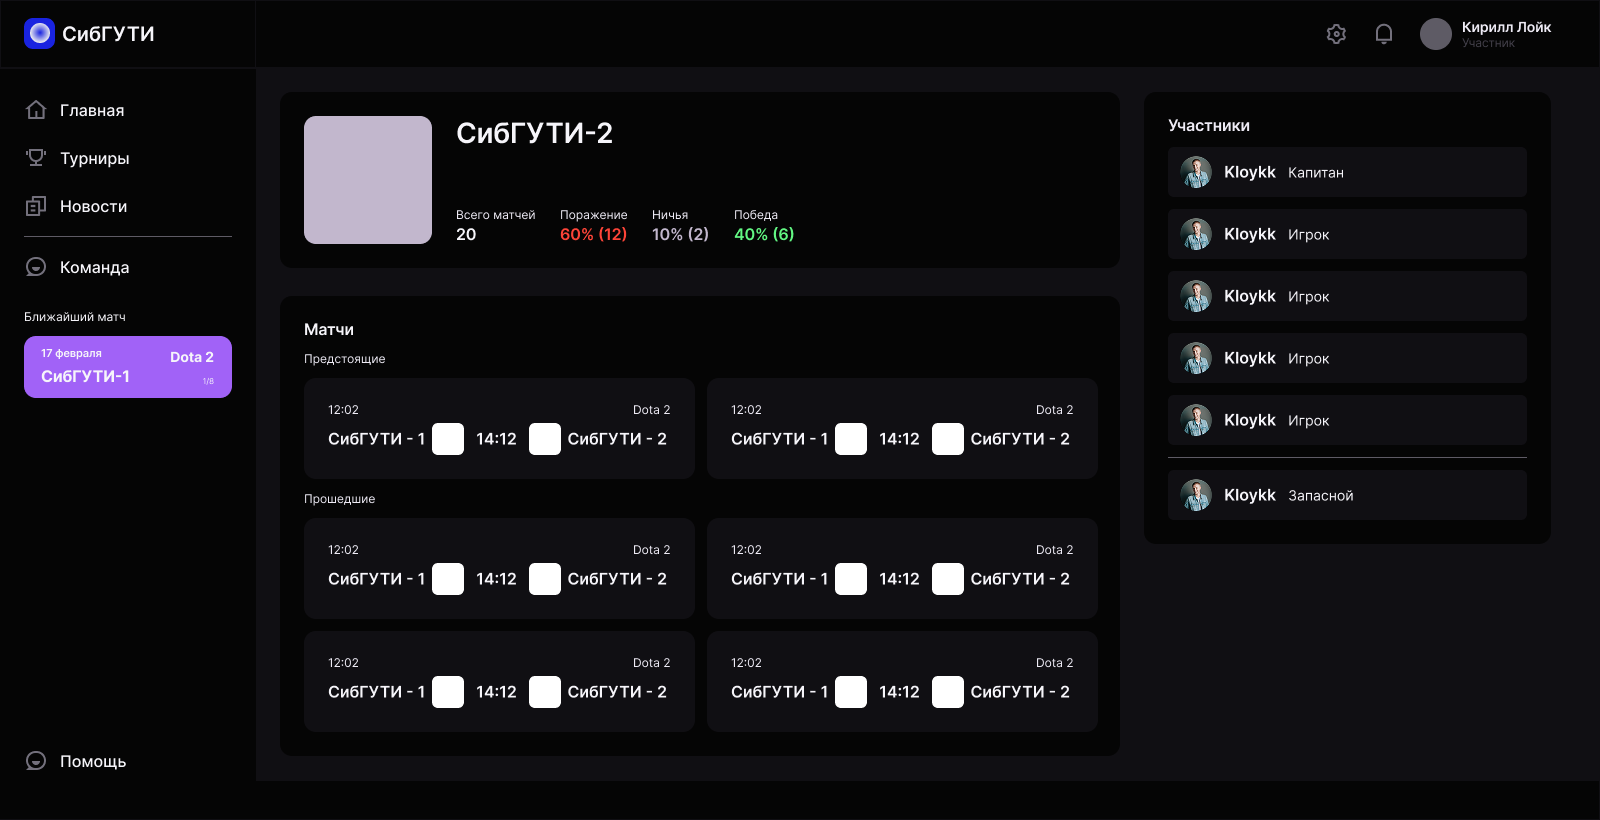 СибГУТИ
Кирилл Лойк
Участник
Главная
Турниры
Новости
Команда
Ближайший матч
17 февраля
Dota 2
СибГУТИ-1
1/8
Помощь
СибГУТИ-2
Всего матчей Поражение Ничья Победа
20 60% (12) 10% (2) 40% (6)
Матчи
Предстоящие
12:02 Dota 2
СибГУТИ - 1 14:12 СибГУТИ - 2
12:02 Dota 2
СибГУТИ - 1 14:12 СибГУТИ - 2
Прошедшие
12:02 Dota 2
СибГУТИ - 1 14:12 СибГУТИ - 2
12:02 Dota 2
СибГУТИ - 1 14:12 СибГУТИ - 2
12:02 Dota 2
СибГУТИ - 1 14:12 СибГУТИ - 2
12:02 Dota 2
СибГУТИ - 1 14:12 СибГУТИ - 2
Участники
Kloykk Капитан
Kloykk Игрок
Kloykk Игрок
Kloykk Игрок
Kloykk Игрок
Kloykk Запасной